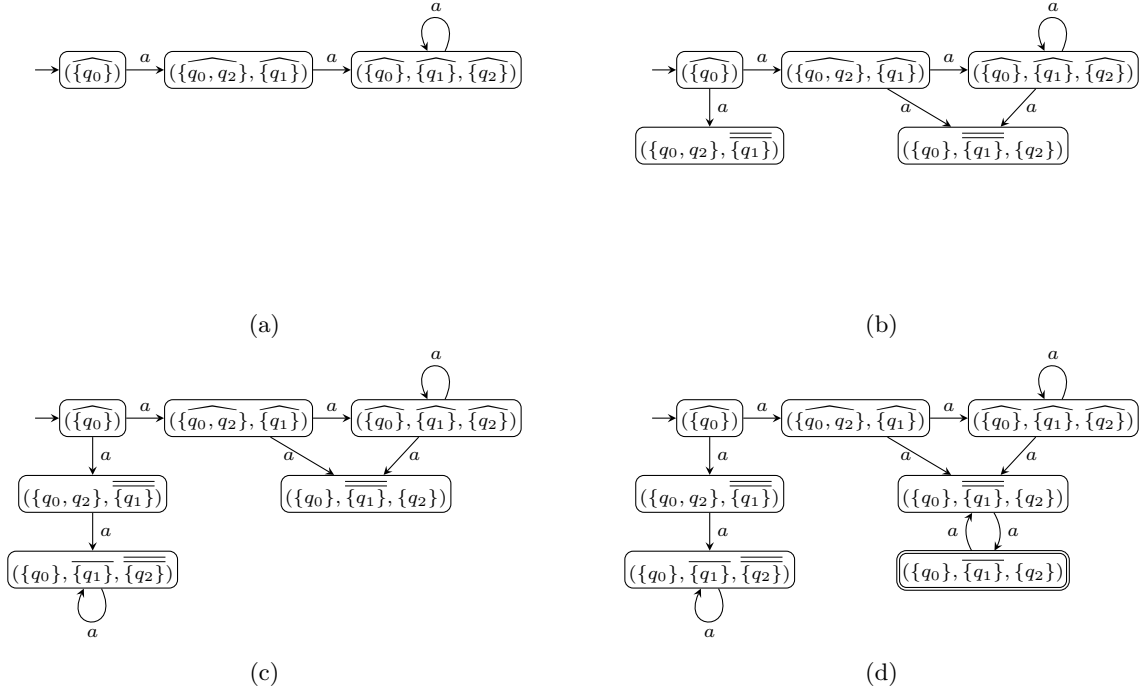 a a
a a
({q̂₀}) a ({q₀, q₂}^, {q₁}^) a ({q₀}^, {q₁}^, {q₂}^) ({q₀}^) a ({q₀, q₂}^, {q₁}^) a ({q₀}^, {q₁}^, {q₂}^)
a a a
({q₀, q₂}, {q₁}) ({q₀}, {q₁}, {q₂})
(a) (b)
a a
({q₀}^) a ({q₀, q₂}^, {q₁}^) a ({q₀}^, {q₁}^, {q₂}^) ({q₀}^) a ({q₀, q₂}^, {q₁}^) a ({q₀}^, {q₁}^, {q₂}^)
a a a a a a
({q₀, q₂}, {q₁}) ({q₀}, {q₁}, {q₂}) ({q₀, q₂}, {q₁}) ({q₀}, {q₁}, {q₂})
a a a a
({q₀}, {q₁}, {q₂}) ({q₀}, {q₁}, {q₂}) ({q₀}, {q₁}, {q₂})
a a
(c) (d)